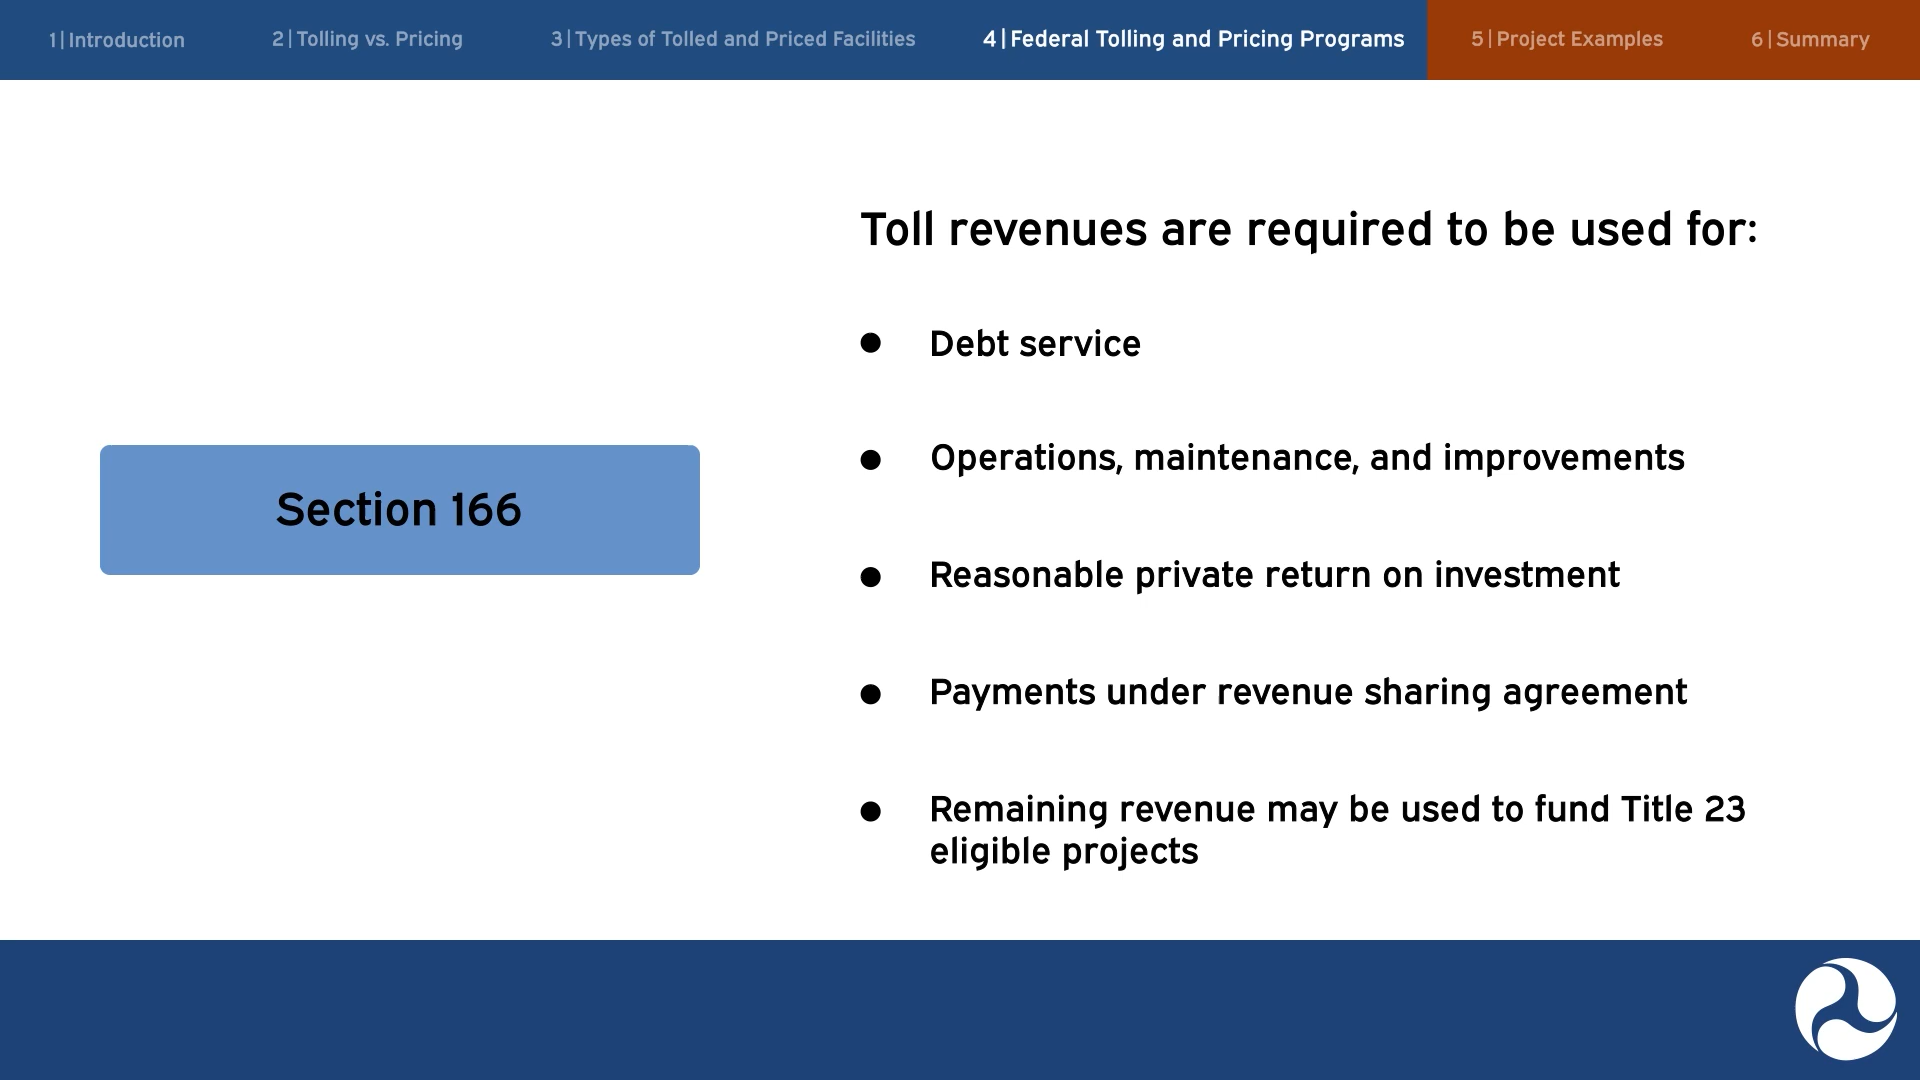 1|Introduction
2|Tolling vs. Pricing
3|Types of Tolled and Priced Facilities
4|Federal Tolling and Pricing Programs
5|Project Examples
6|Summary
Section 166
Toll revenues are required to be used for:
● Debt service
● Operations, maintenance, and improvements
● Reasonable private return on investment
● Payments under revenue sharing agreement
● Remaining revenue may be used to fund Title 23
eligible projects